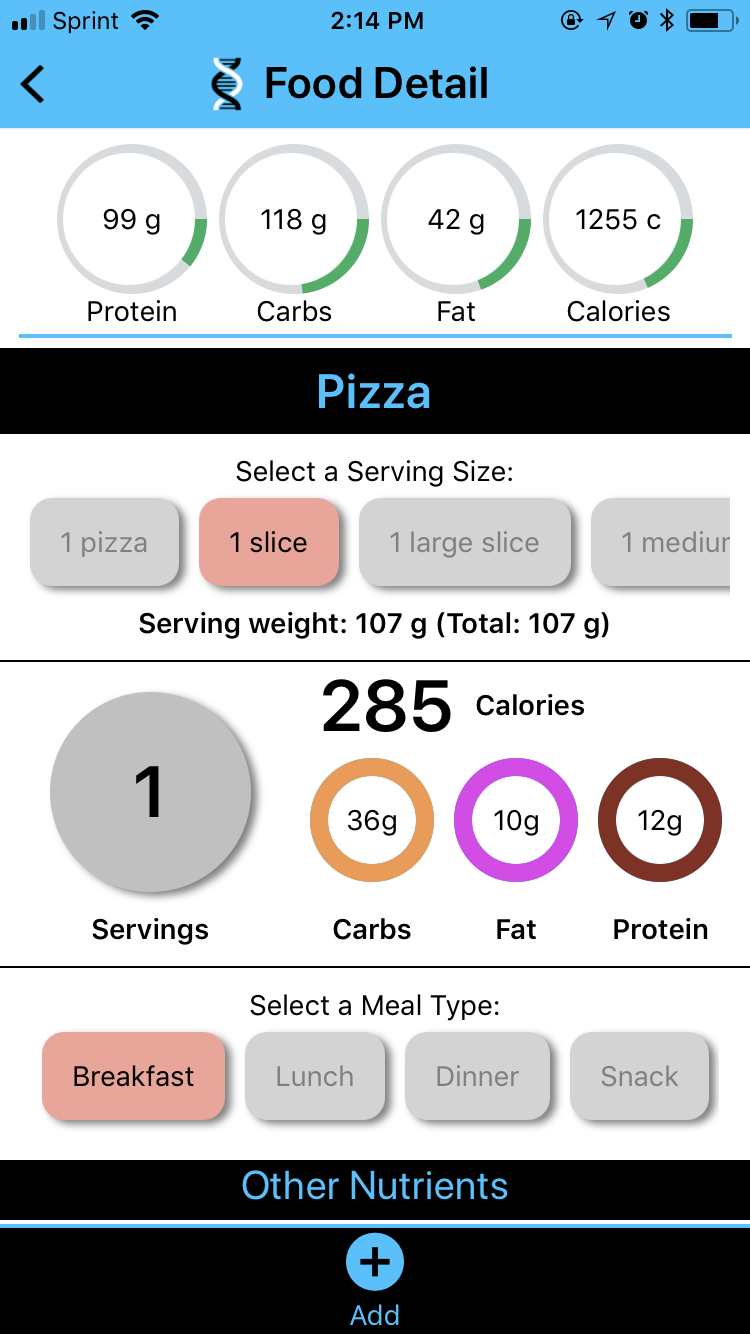 Sprint 2:14 PM
Food Detail
99 g 118 g 42 g 1255 c
Protein Carbs Fat Calories
Pizza
Select a Serving Size:
1 pizza 1 slice 1 large slice 1 mediur
Serving weight: 107 g (Total: 107 g)
285 Calories
1 36g 10g 12g
Servings Carbs Fat Protein
Select a Meal Type:
Breakfast Lunch Dinner Snack
Other Nutrients
Add